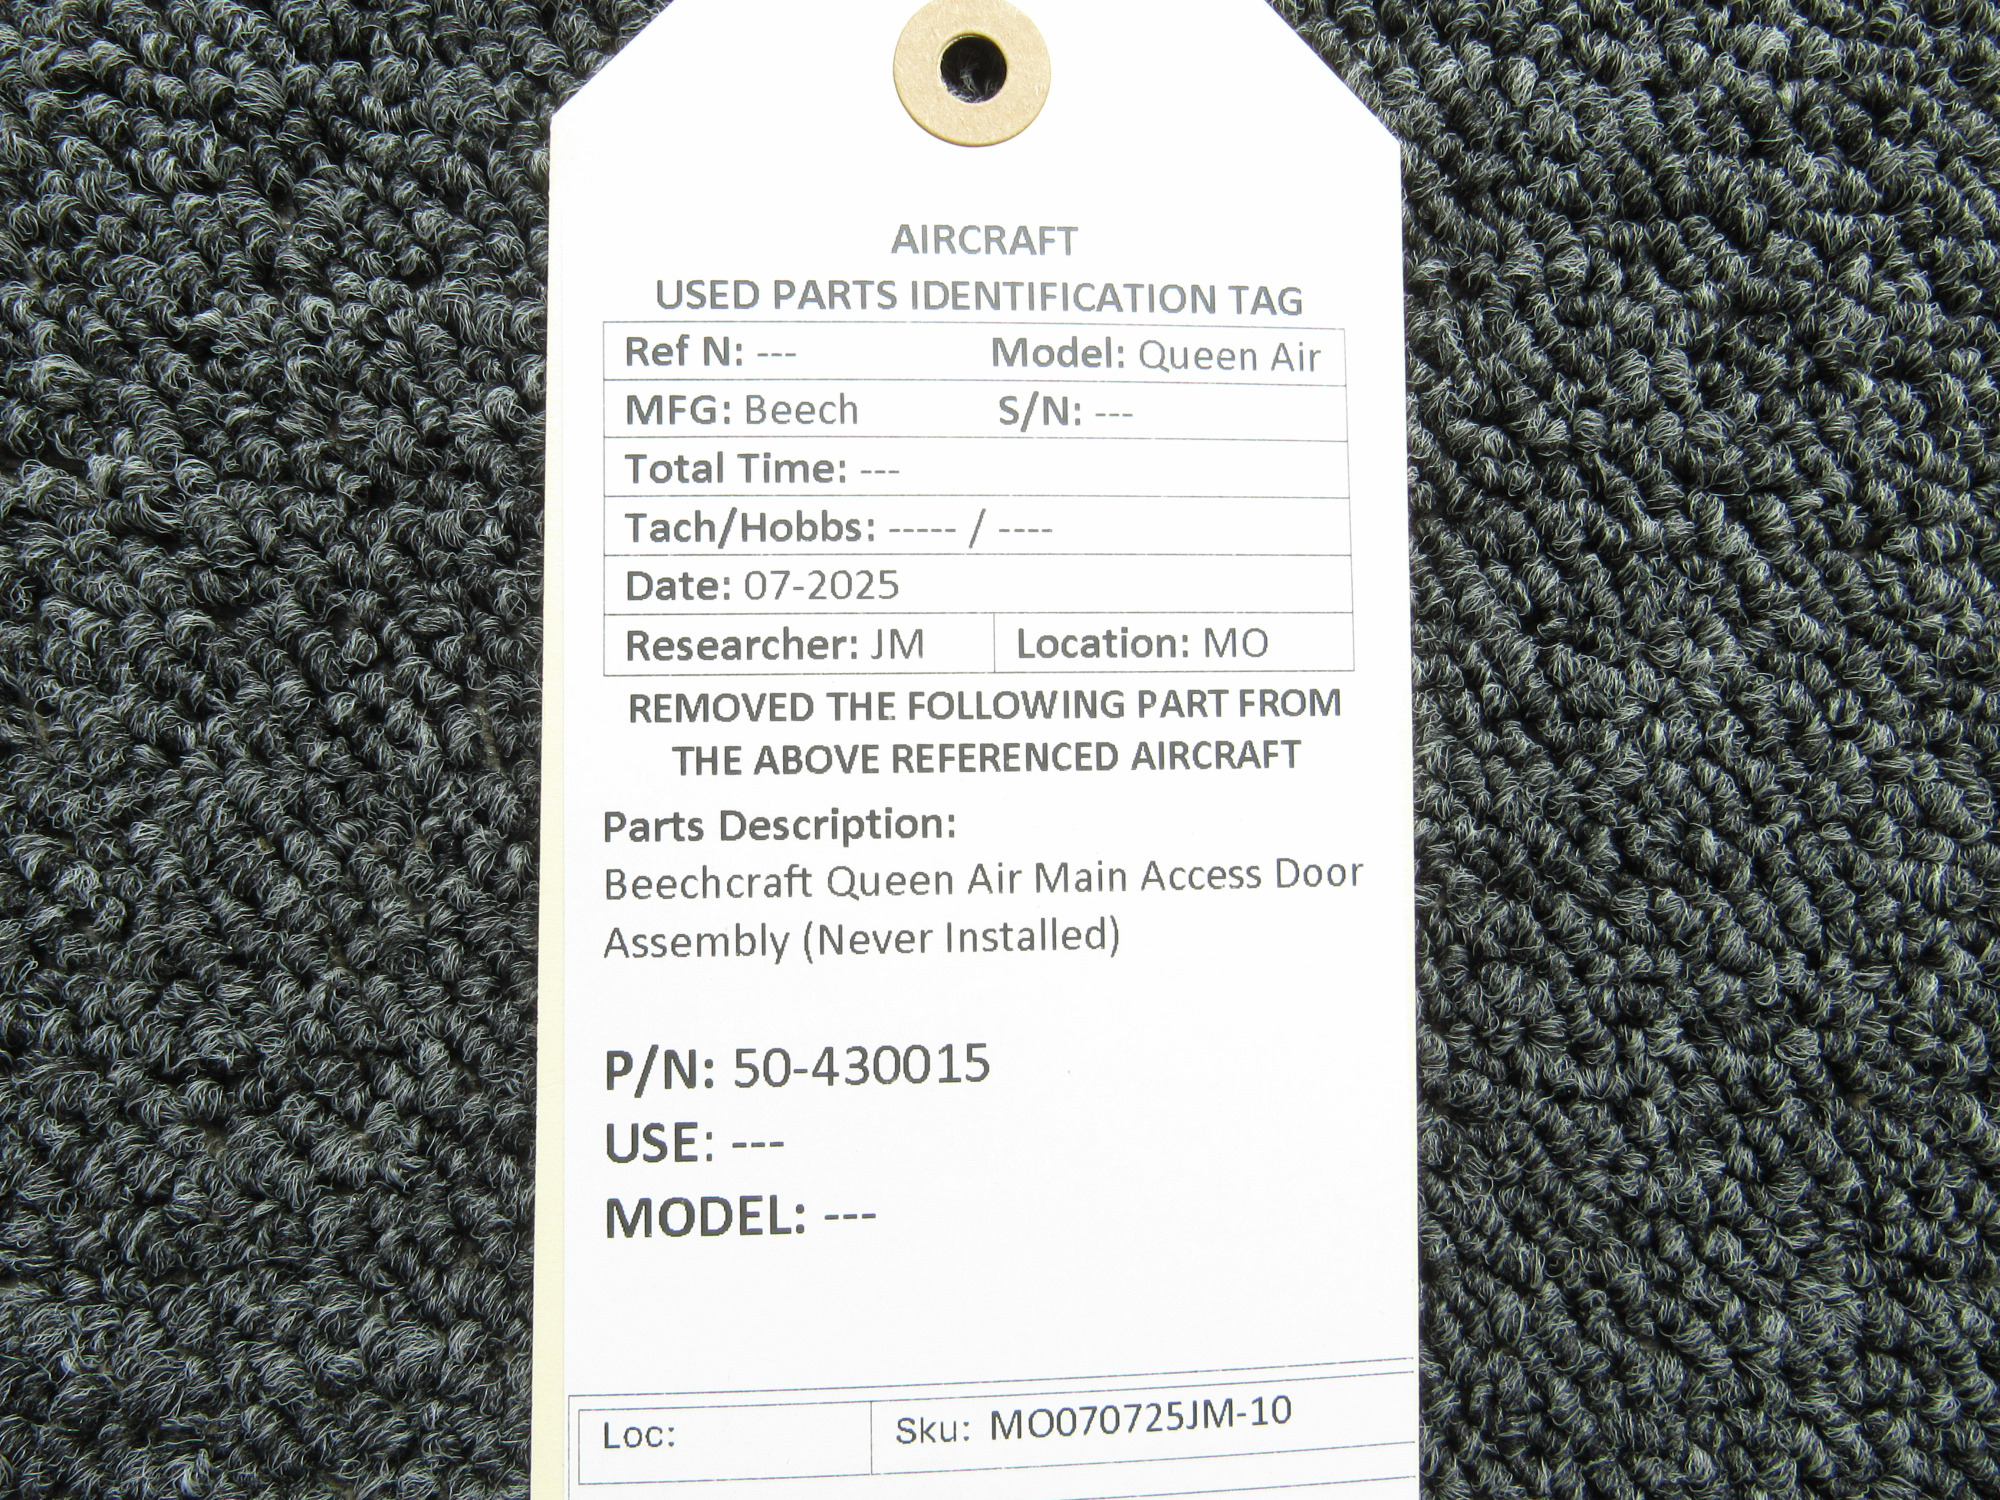 AIRCRAFT
USED PARTS IDENTIFICATION TAG
Ref N: --- Model: Queen Air
MFG: Beech S/N: ---
Total Time: ---
Tach/Hobbs: ----- / ----
Date: 07-2025
Researcher: JM Location: MO
REMOVED THE FOLLOWING PART FROM
THE ABOVE REFERENCED AIRCRAFT
Parts Description:
Beechcraft Queen Air Main Access Door
Assembly (Never Installed)
P/N: 50-430015
USE: ---
MODEL: ---
Loc: Sku: MO070725JM-10